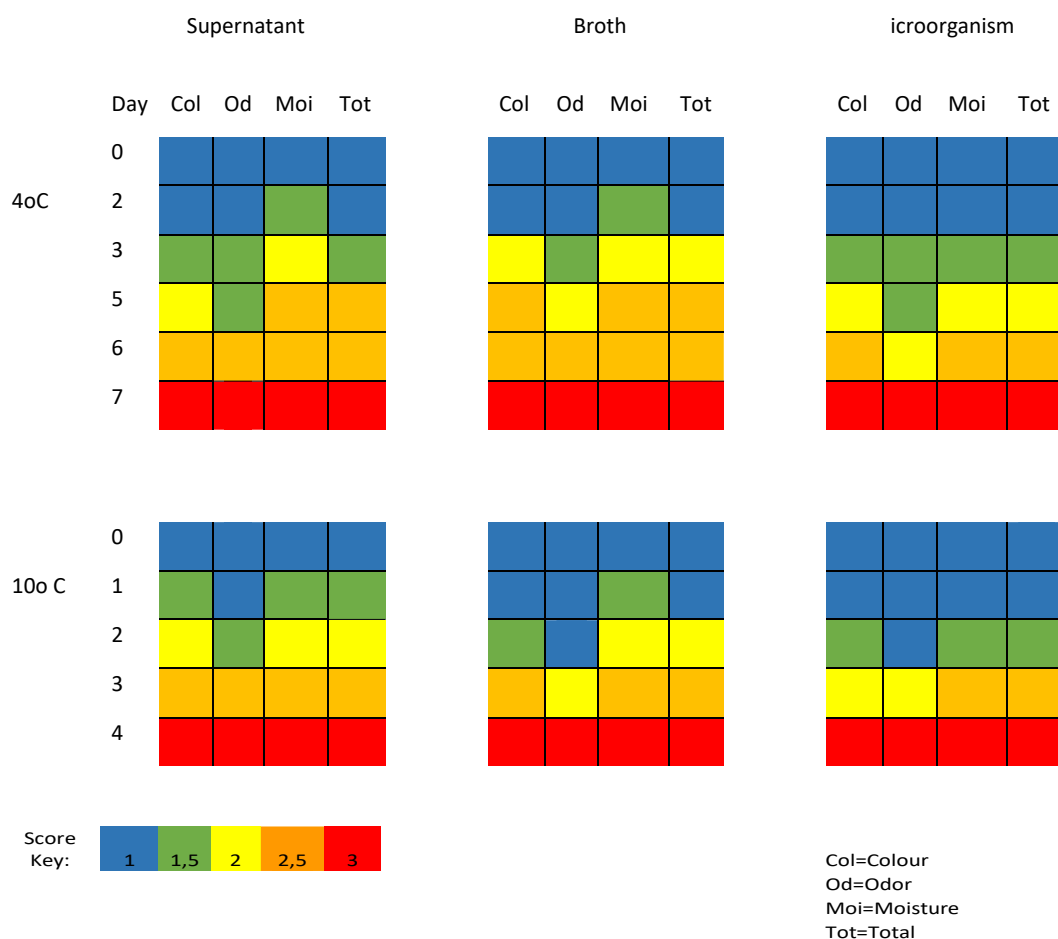 Supernatant Broth icroorganism
Day Col Od Moi Tot Col Od Moi Tot Col Od Moi Tot
0
4oC 2
3
5
6
7
0
10o C 1
2
3
4
Score Key: 1 1,5 2 2,5 3
Col=Colour
Od=Odor
Moi=Moisture
Tot=Total